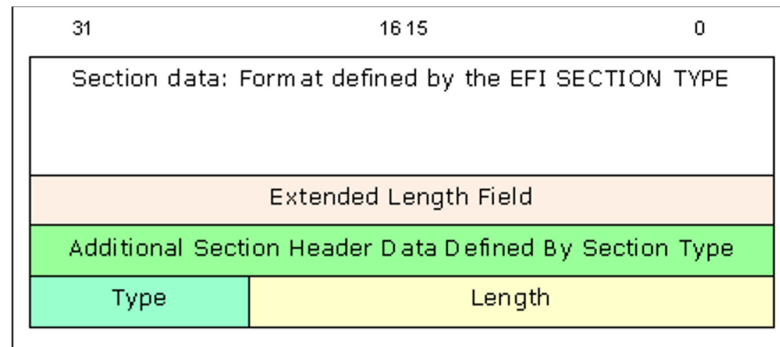 31 16 15 0
Section data: Format defined by the EFI SECTION TYPE
Extended Length Field
Additional Section Header Data Defined By Section Type
Type Length